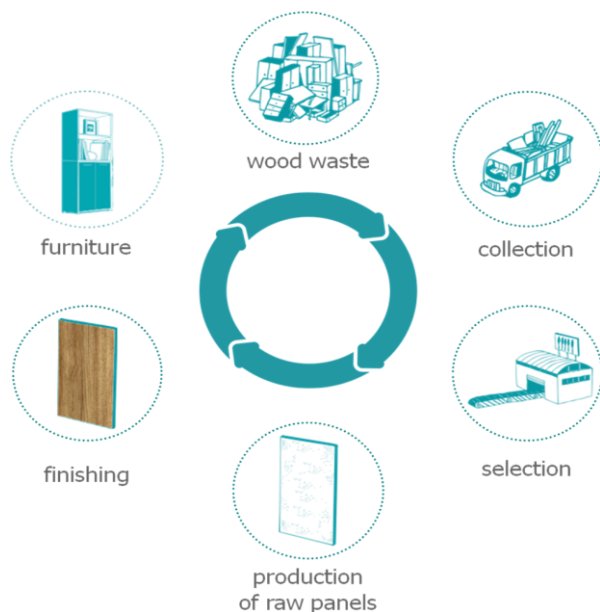 wood waste
collection
selection
production
of raw panels
finishing
furniture